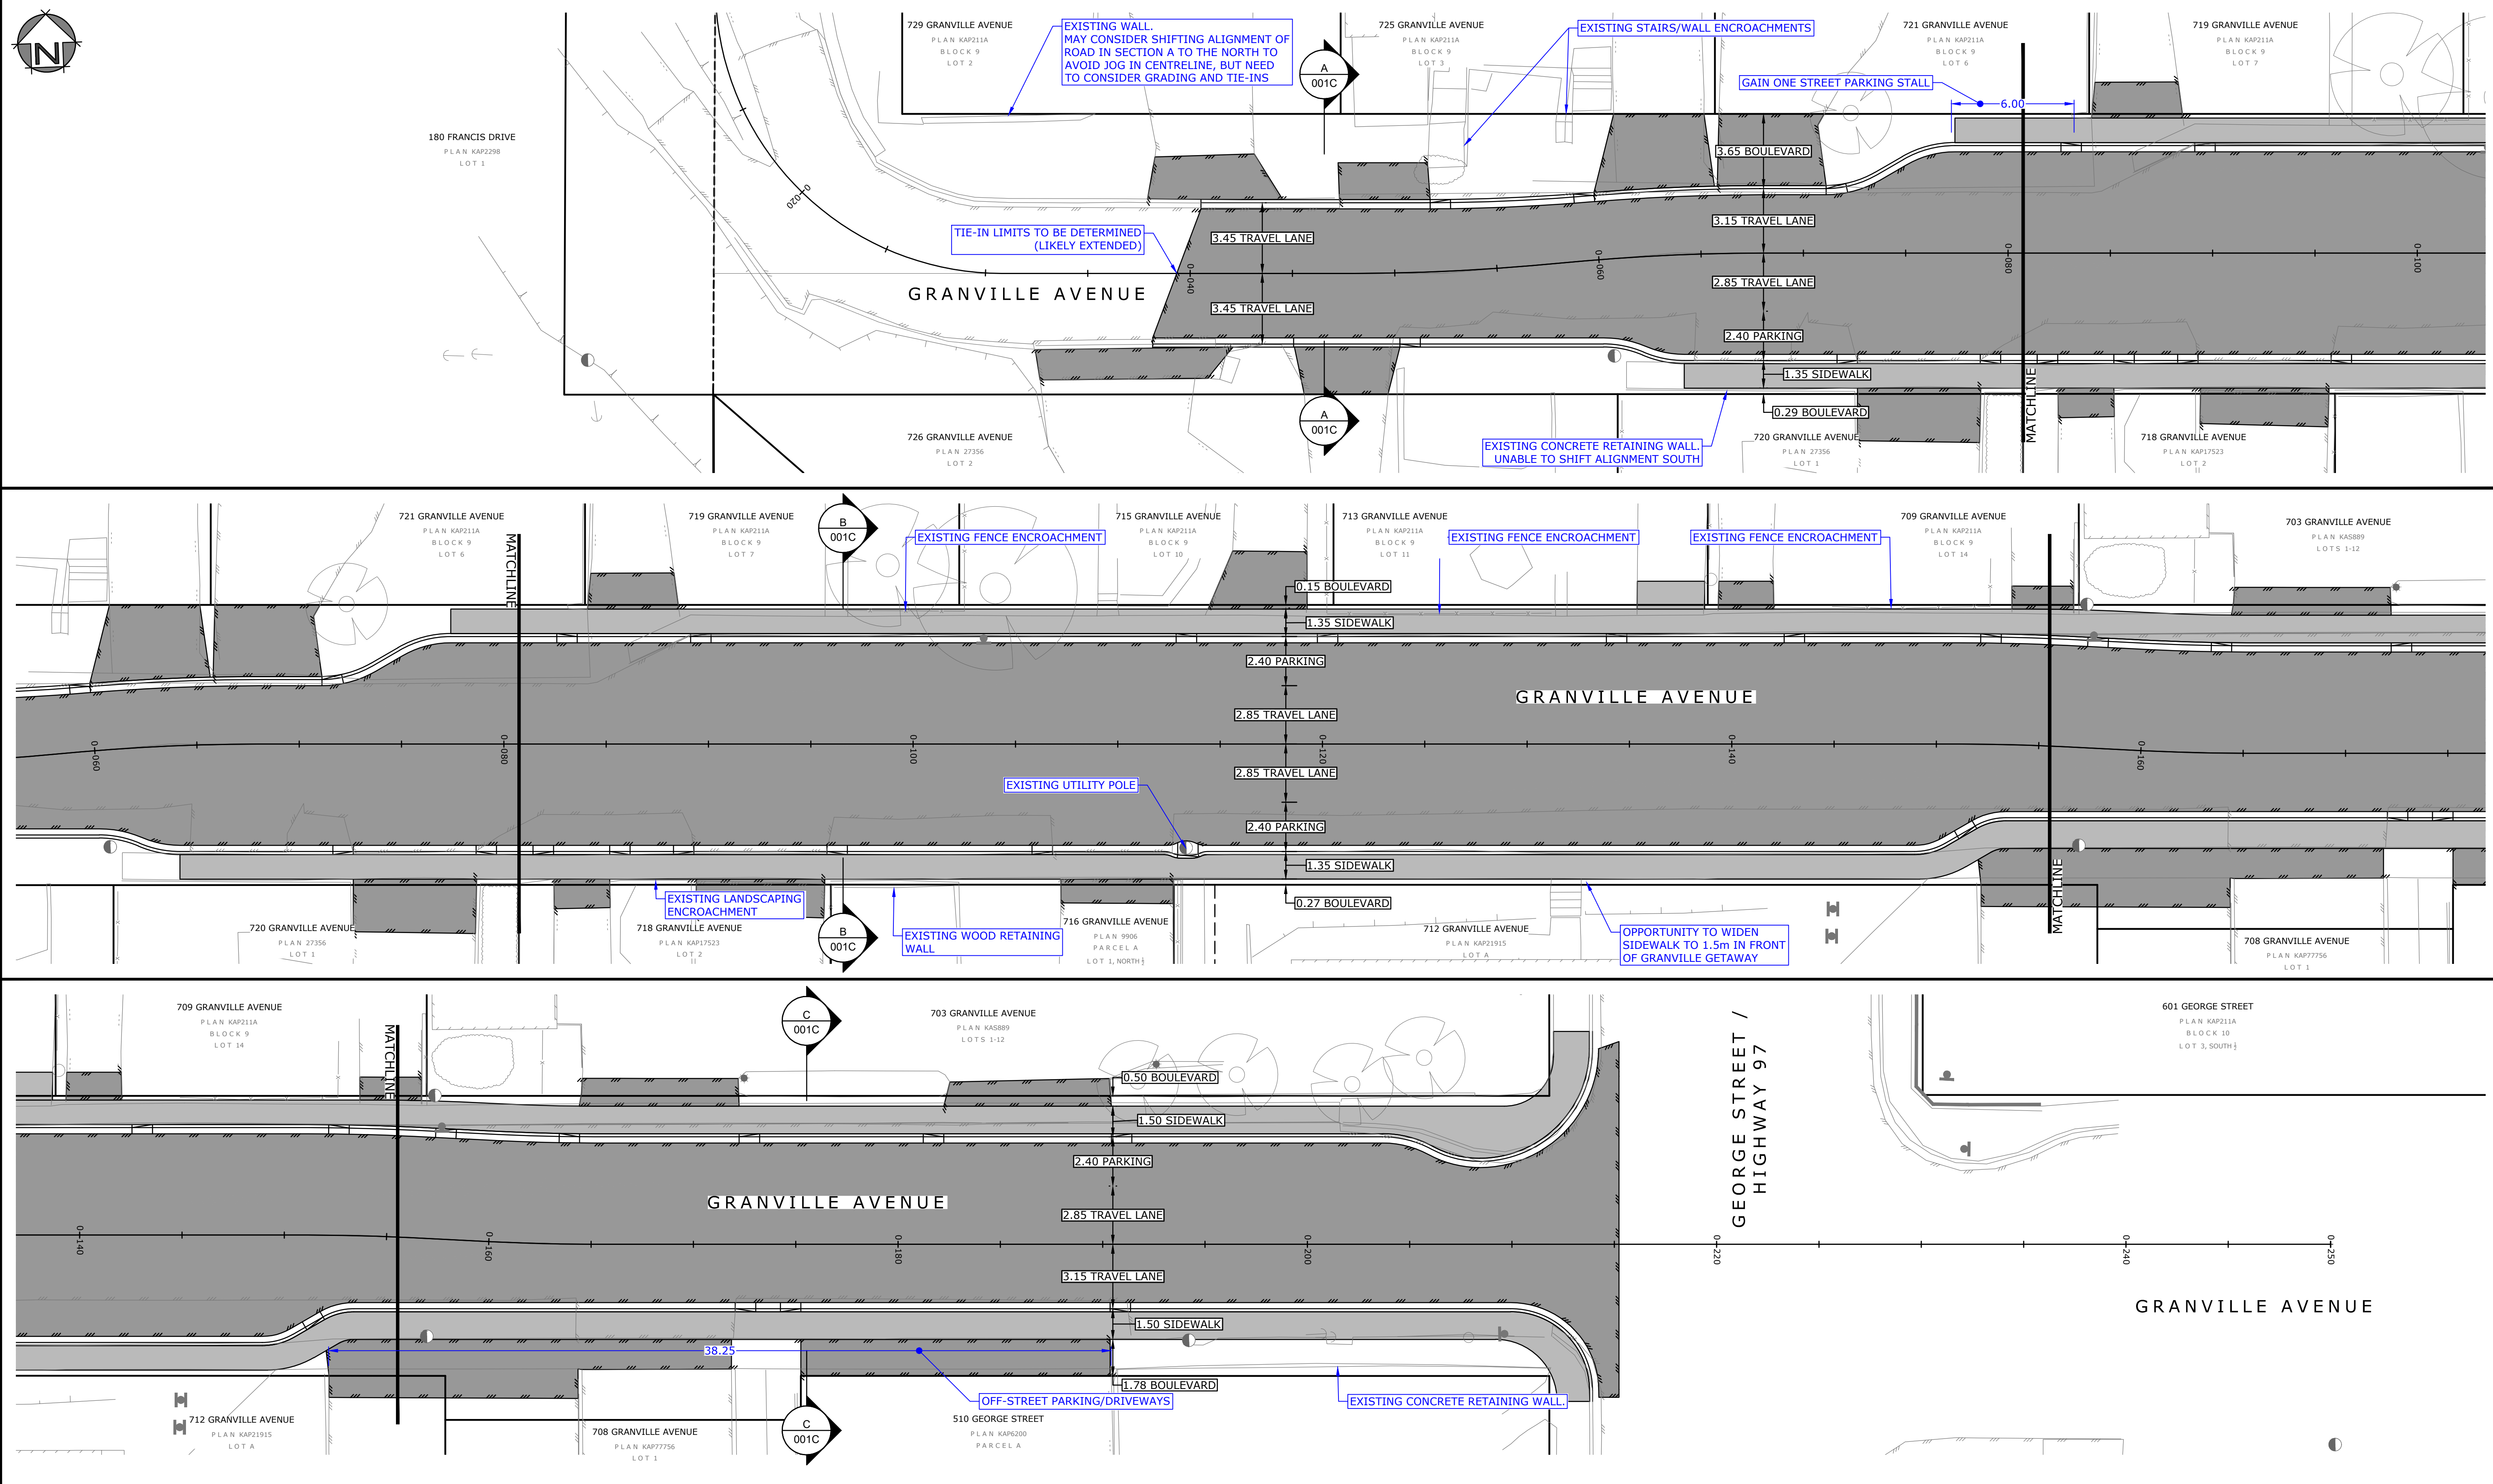 N
729 GRANVILLE AVENUE
PLAN KAP211A
BLOCK 9
LOT 2
EXISTING WALL.
MAY CONSIDER SHIFTING ALIGNMENT OF
ROAD IN SECTION A TO THE NORTH TO
AVOID JOG IN CENTRELINE, BUT NEED
TO CONSIDER GRADING AND TIE-INS
A
001C
725 GRANVILLE AVENUE
PLAN KAP211A
BLOCK 9
LOT 3
EXISTING STAIRS/WALL ENCROACHMENTS
721 GRANVILLE AVENUE
PLAN KAP211A
BLOCK 9
LOT 6
719 GRANVILLE AVENUE
PLAN KAP211A
BLOCK 9
LOT 7
GAIN ONE STREET PARKING STALL
6.00
180 FRANCIS DRIVE
PLAN KAP229B
LOT 1
3.65 BOULEVARD
0-020
TIE-IN LIMITS TO BE DETERMINED
(LIKELY EXTENDED)
3.45 TRAVEL LANE
3.15 TRAVEL LANE
0-040
0-060
0-080
0-100
GRANVILLE AVENUE
3.45 TRAVEL LANE
2.85 TRAVEL LANE
2.40 PARKING
1.35 SIDEWALK
0.29 BOULEVARD
MATCHLINE
A
001C
726 GRANVILLE AVENUE
PLAN 27356
LOT 2
EXISTING CONCRETE RETAINING WALL.
UNABLE TO SHIFT ALIGNMENT SOUTH
720 GRANVILLE AVENUE
PLAN 27356
LOT 1
718 GRANVILLE AVENUE
PLAN KAP17523
LOT 2
721 GRANVILLE AVENUE
PLAN KAP211A
BLOCK 9
LOT 6
MATCHLINE
719 GRANVILLE AVENUE
PLAN KAP211A
BLOCK 9
LOT 7
B
001C
EXISTING FENCE ENCROACHMENT
715 GRANVILLE AVENUE
PLAN KAP211A
BLOCK 9
LOT 10
713 GRANVILLE AVENUE
PLAN KAP211A
BLOCK 9
LOT 11
EXISTING FENCE ENCROACHMENT
EXISTING FENCE ENCROACHMENT
709 GRANVILLE AVENUE
PLAN KAP211A
BLOCK 9
LOT 14
703 GRANVILLE AVENUE
PLAN KAS889
LOTS 1-12
0.15 BOULEVARD
1.35 SIDEWALK
2.40 PARKING
2.85 TRAVEL LANE
GRANVILLE AVENUE
0-060
0-080
0-100
0-120
0-140
0-160
2.85 TRAVEL LANE
EXISTING UTILITY POLE
2.40 PARKING
1.35 SIDEWALK
0.27 BOULEVARD
EXISTING LANDSCAPING
ENCROACHMENT
720 GRANVILLE AVENUE
PLAN 27356
LOT 1
718 GRANVILLE AVENUE
PLAN KAP17523
LOT 2
B
001C
EXISTING WOOD RETAINING
WALL
716 GRANVILLE AVENUE
PLAN 9906
PARCEL A
LOT 1, NORTH ½
712 GRANVILLE AVENUE
PLAN KAP21915
LOT A
OPPORTUNITY TO WIDEN
SIDEWALK TO 1.5m IN FRONT
OF GRANVILLE GETAWAY
MATCHLINE
708 GRANVILLE AVENUE
PLAN KAP77756
LOT 1
709 GRANVILLE AVENUE
PLAN KAP211A
BLOCK 9
LOT 14
MATCHLINE
C
001C
703 GRANVILLE AVENUE
PLAN KAS889
LOTS 1-12
601 GEORGE STREET
PLAN KAP211A
BLOCK 10
LOT 3, SOUTH ½
0.50 BOULEVARD
1.50 SIDEWALK
2.40 PARKING
GRANVILLE AVENUE
2.85 TRAVEL LANE
GEORGE STREET /
HIGHWAY 97
0-140
0-160
0-180
0-200
0-220
0-240
0-250
3.15 TRAVEL LANE
GRANVILLE AVENUE
1.50 SIDEWALK
38.25
1.78 BOULEVARD
OFF-STREET PARKING/DRIVEWAYS
EXISTING CONCRETE RETAINING WALL.
712 GRANVILLE AVENUE
PLAN KAP21915
LOT A
708 GRANVILLE AVENUE
PLAN KAP77756
LOT 1
C
001C
510 GEORGE STREET
PLAN KAP6200
PARCEL A